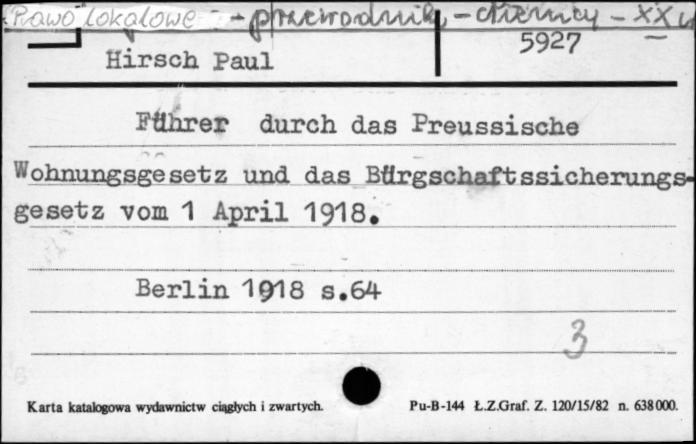 Prawo lokalowe - przewodnik, - Niemcy - XX w
5927
Hirsch Paul
Führer durch das Preussische
Wohnungsgesetz und das Bürgschaftssicherungs-
gesetz vom 1 April 1918.
Berlin 1918 s.64
3
Karta katalogowa wydawnictw ciągłych i zwartych.
Pu-B-144 Ł.Z.Graf. Z. 120/15/82 n. 638000.